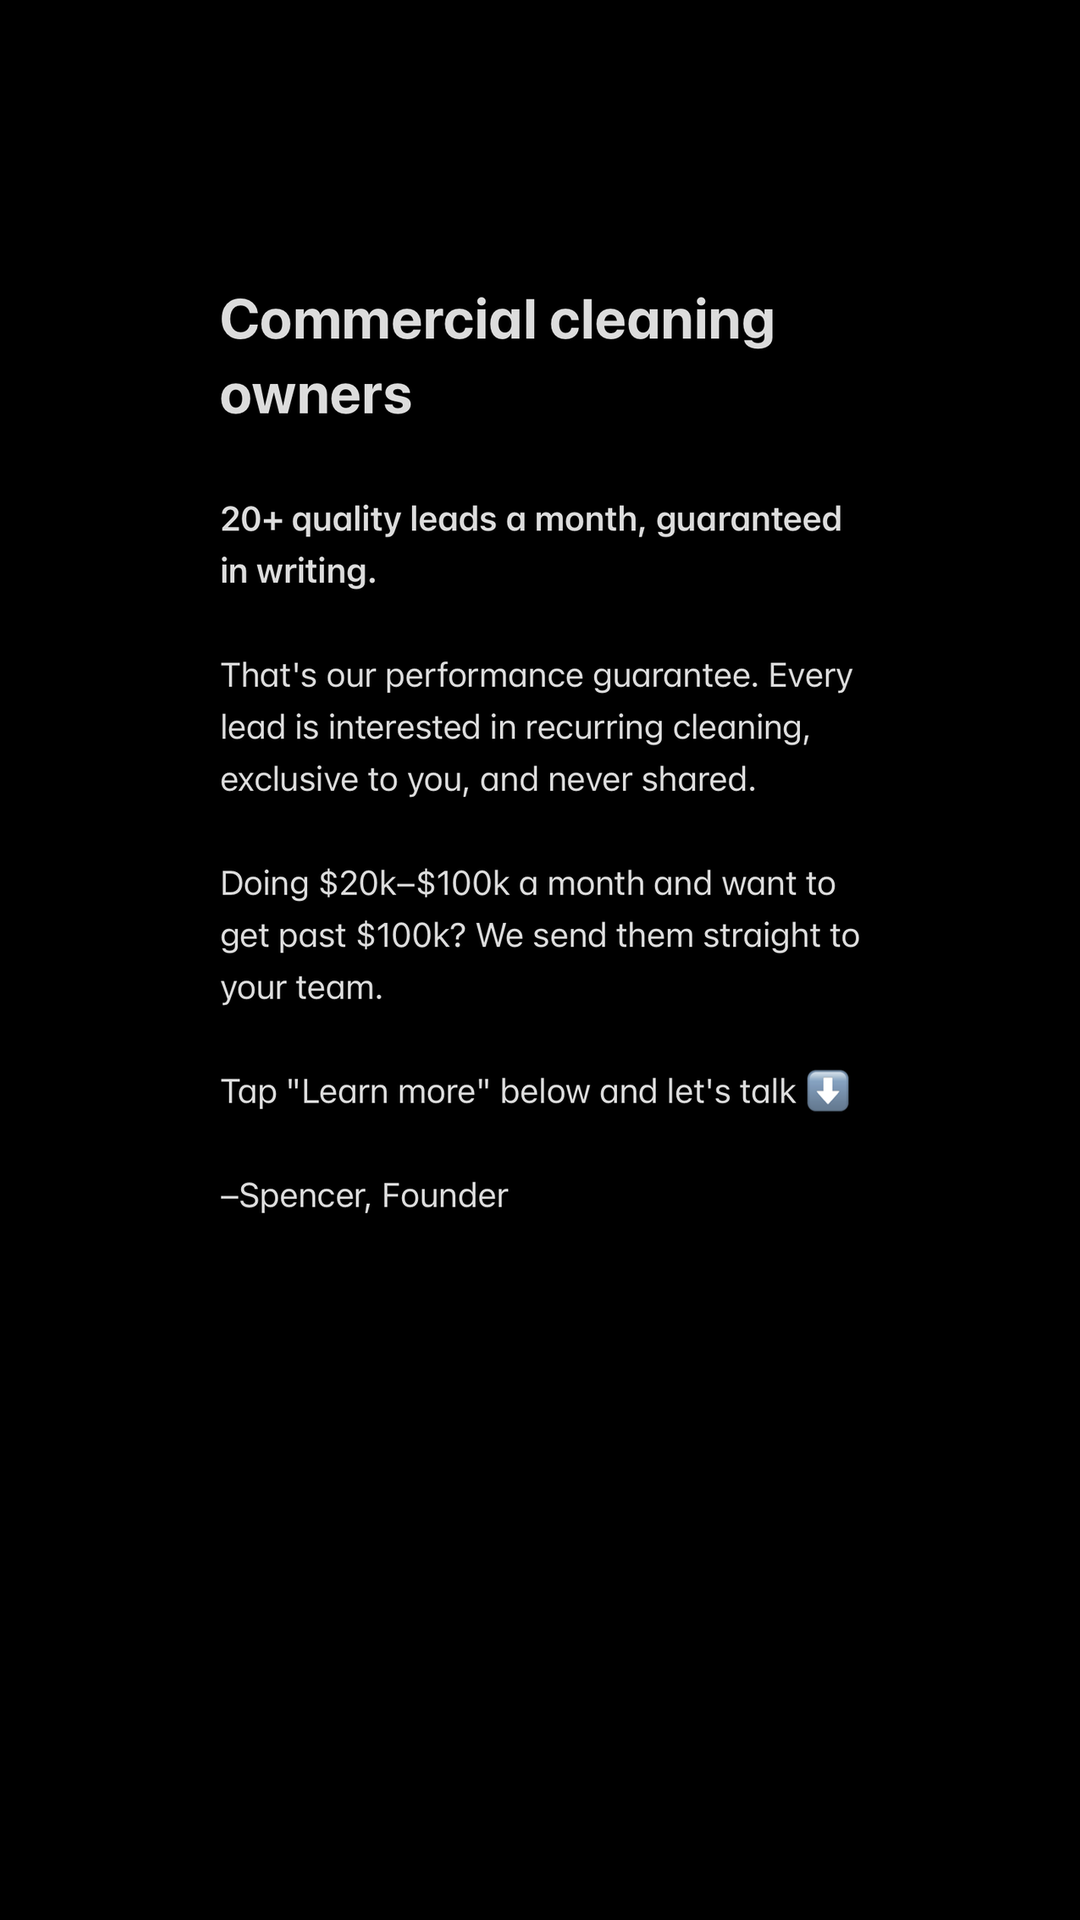 Commercial cleaning
owners
20+ quality leads a month, guaranteed
in writing.
That's our performance guarantee. Every
lead is interested in recurring cleaning,
exclusive to you, and never shared.
Doing $20k–$100k a month and want to
get past $100k? We send them straight to
your team.
Tap "Learn more" below and let's talk ⬇️
–Spencer, Founder